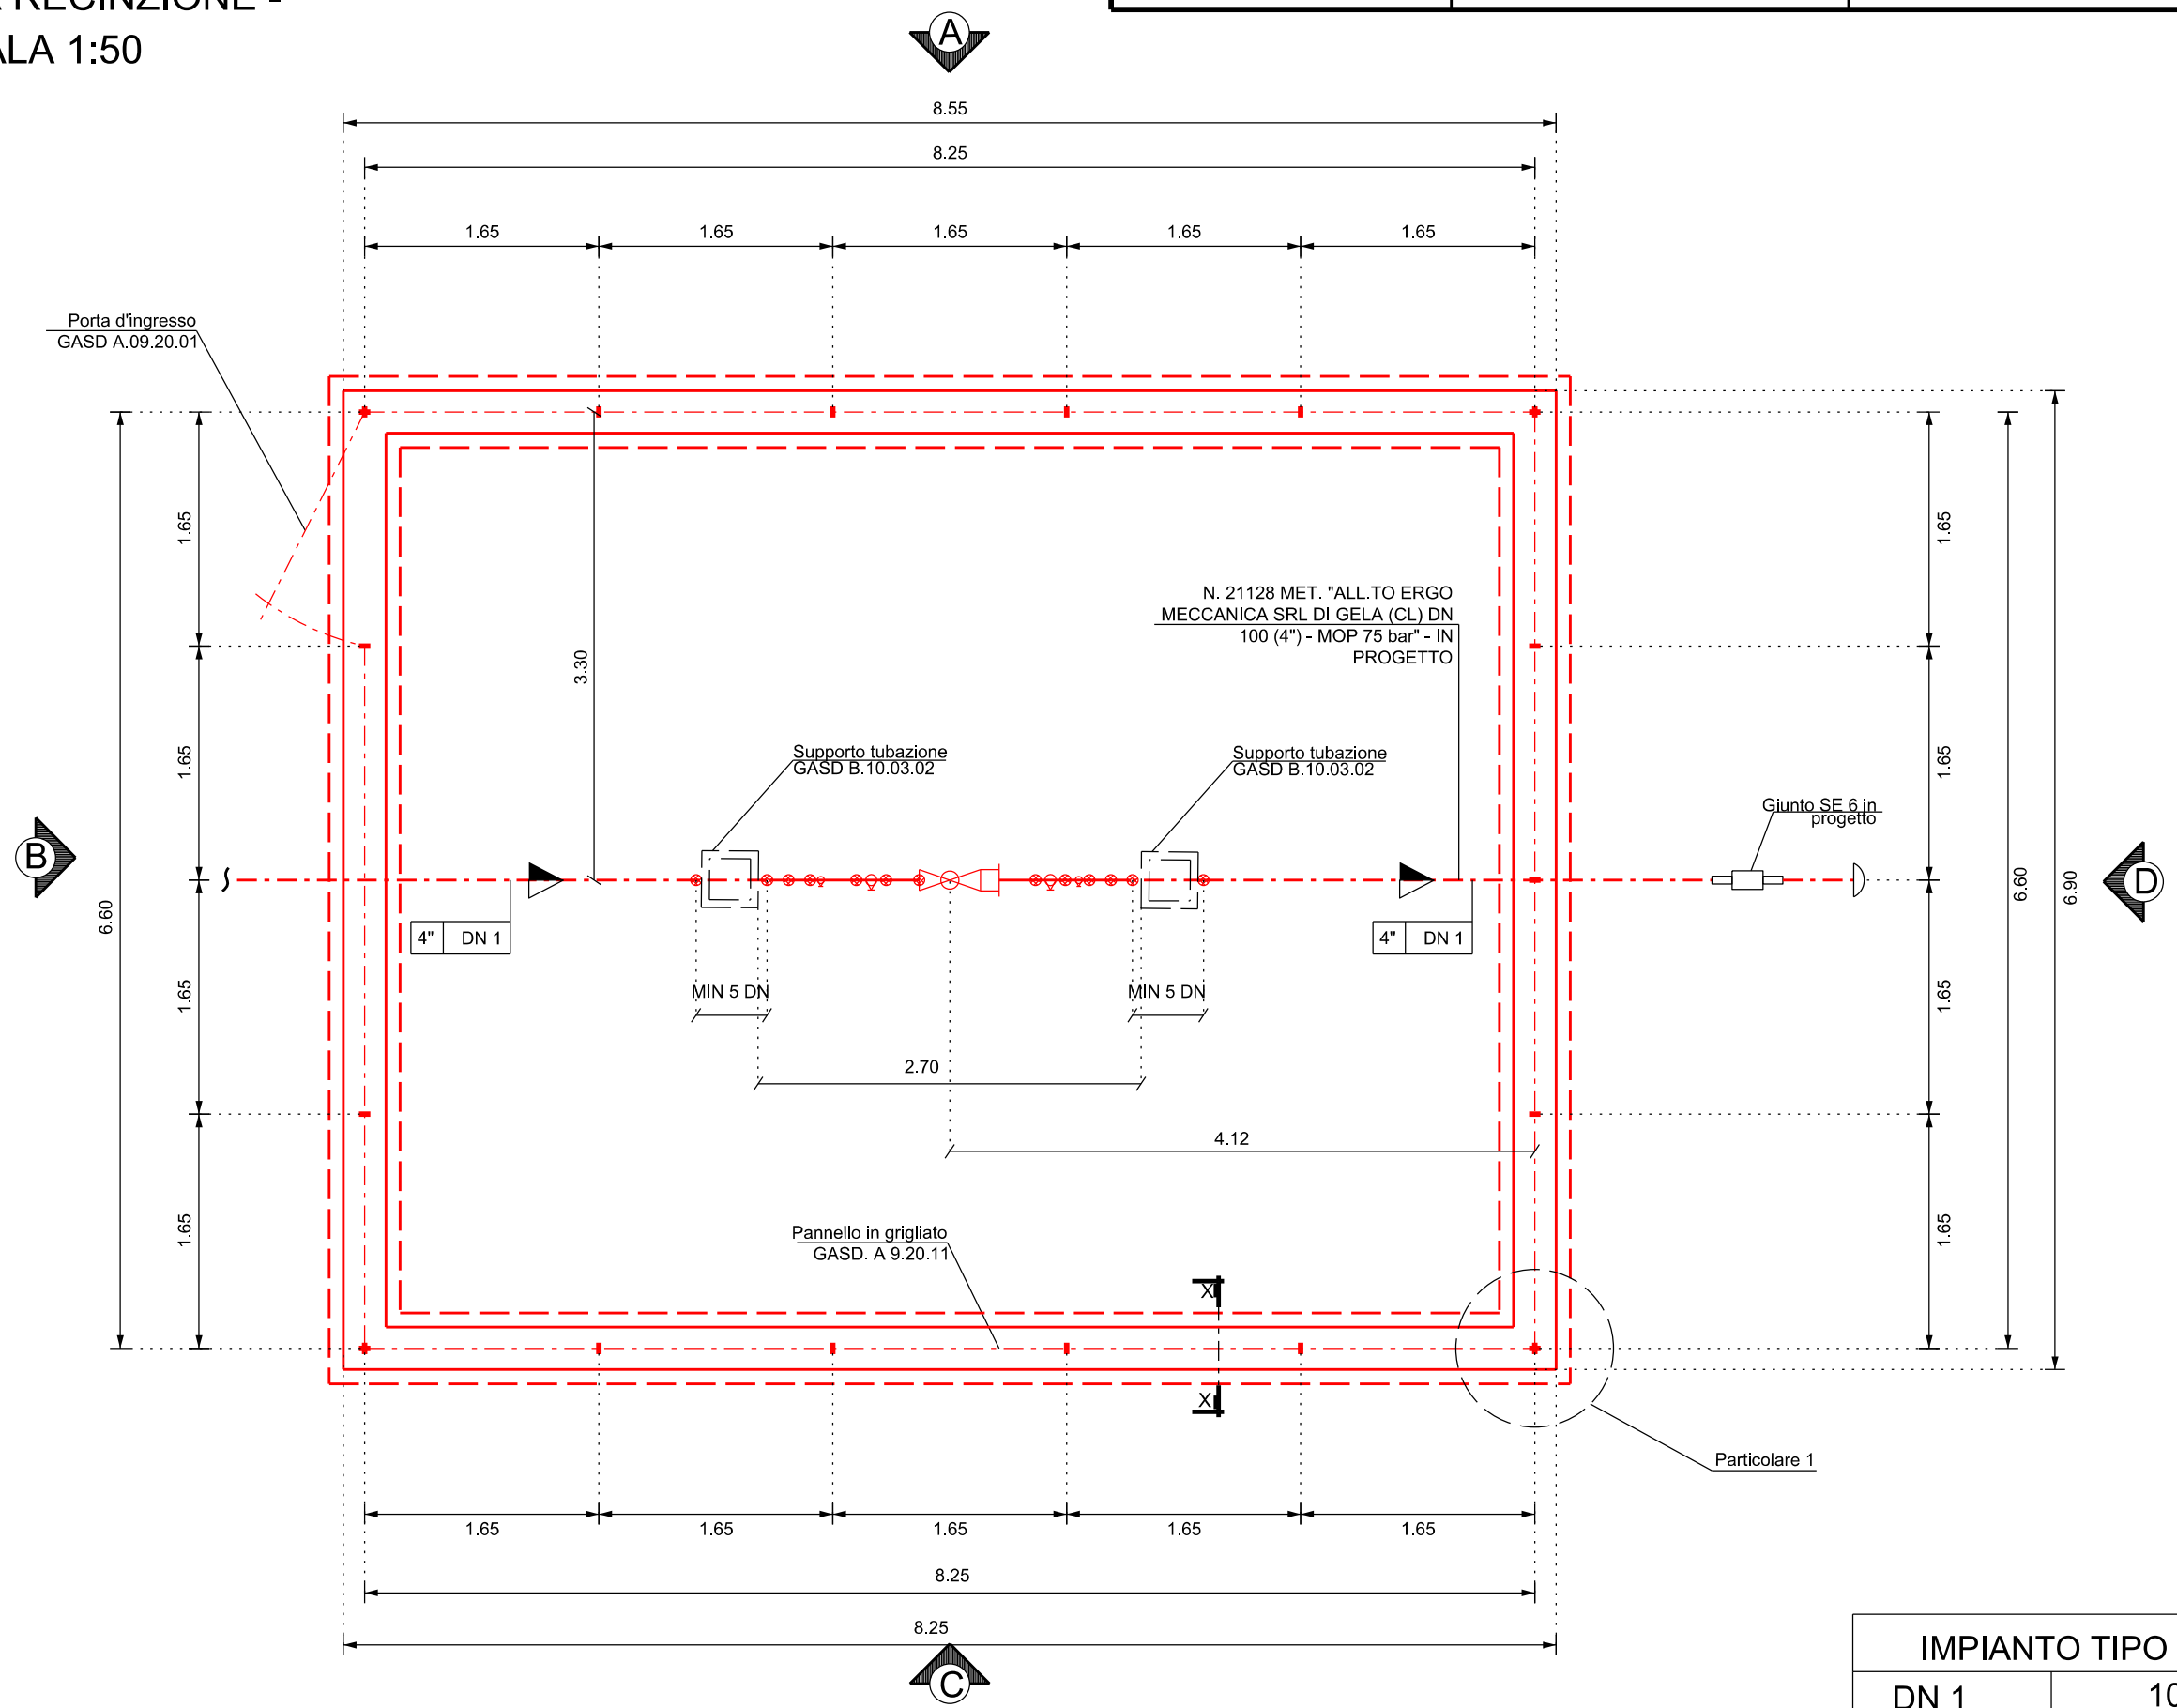 RECINZIONE -
1:50
A
8.55
8.25
1.65
1.65
1.65
1.65
1.65
Porta d'ingresso
GASD A.09.20.01
1.65
1.65
1.65
1.65
6.60
3.30
N. 21128 MET. "ALL.TO ERGO
MECCANICA SRL DI GELA (CL) DN
100 (4") - MOP 75 bar" - IN
PROGETTO
Supporto tubazione
GASD B.10.03.02
Supporto tubazione
GASD B.10.03.02
Giunto SE 6 in
progetto
B
D
4" DN 1
4" DN 1
MIN 5 DN
MIN 5 DN
2.70
4.12
1.65
1.65
1.65
1.65
6.60
6.90
Pannello in grigliato
GASD. A 9.20.11
X
X
Particolare 1
1.65
1.65
1.65
1.65
1.65
8.25
8.25
C
IMPIANTO TIPO
DN 1